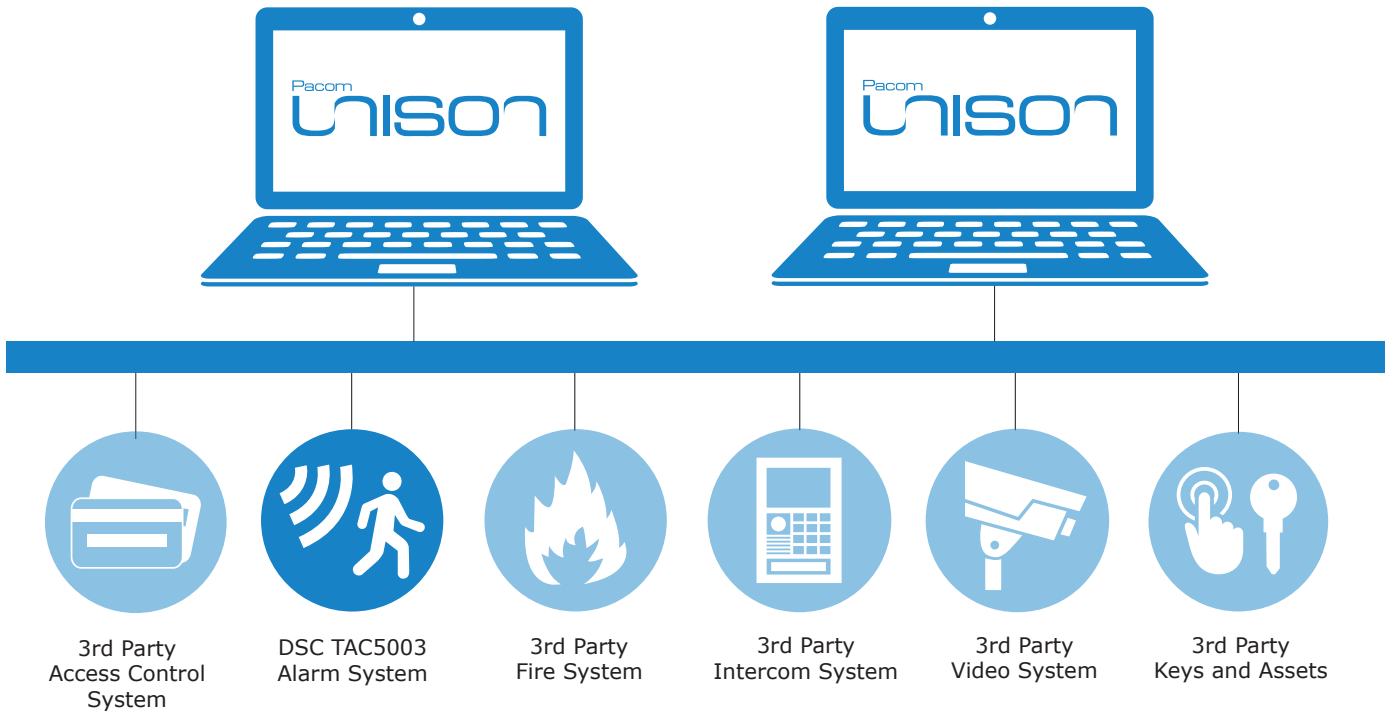 Pacom
UNISON
Pacom
UNISON
3rd Party
Access Control
System
DSC TAC5003
Alarm System
3rd Party
Fire System
3rd Party
Intercom System
3rd Party
Video System
3rd Party
Keys and Assets